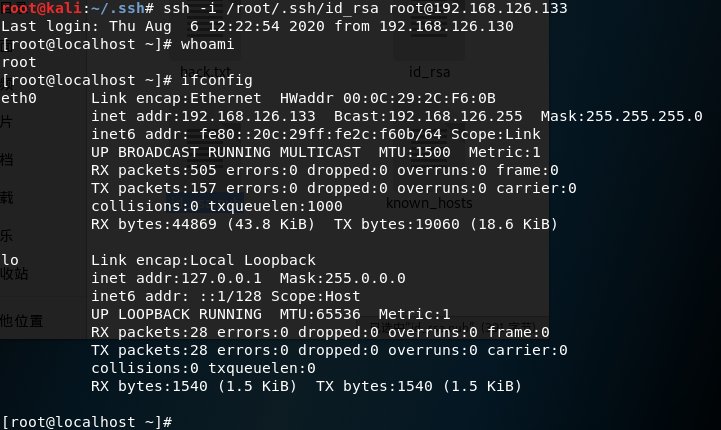 root@kali:~/.ssh# ssh -i /root/.ssh/id_rsa root@192.168.126.133
Last login: Thu Aug  6 12:22:54 2020 from 192.168.126.130
[root@localhost ~]# whoami
root
[root@localhost ~]# ifconfig
eth0      Link encap:Ethernet  HWaddr 00:0C:29:2C:F6:0B
          inet addr:192.168.126.133  Bcast:192.168.126.255  Mask:255.255.255.0
          inet6 addr: fe80::20c:29ff:fe2c:f60b/64 Scope:Link
          UP BROADCAST RUNNING MULTICAST  MTU:1500  Metric:1
          RX packets:505 errors:0 dropped:0 overruns:0 frame:0
          TX packets:157 errors:0 dropped:0 overruns:0 carrier:0
          collisions:0 txqueuelen:1000
          RX bytes:44869 (43.8 KiB)  TX bytes:19060 (18.6 KiB)
lo        Link encap:Local Loopback
          inet addr:127.0.0.1  Mask:255.0.0.0
          inet6 addr: ::1/128 Scope:Host
          UP LOOPBACK RUNNING  MTU:65536  Metric:1
          RX packets:28 errors:0 dropped:0 overruns:0 frame:0
          TX packets:28 errors:0 dropped:0 overruns:0 carrier:0
          collisions:0 txqueuelen:0
          RX bytes:1540 (1.5 KiB)  TX bytes:1540 (1.5 KiB)
[root@localhost ~]#
id_rsa
known_hosts
片
档
载
乐
收站
他位置